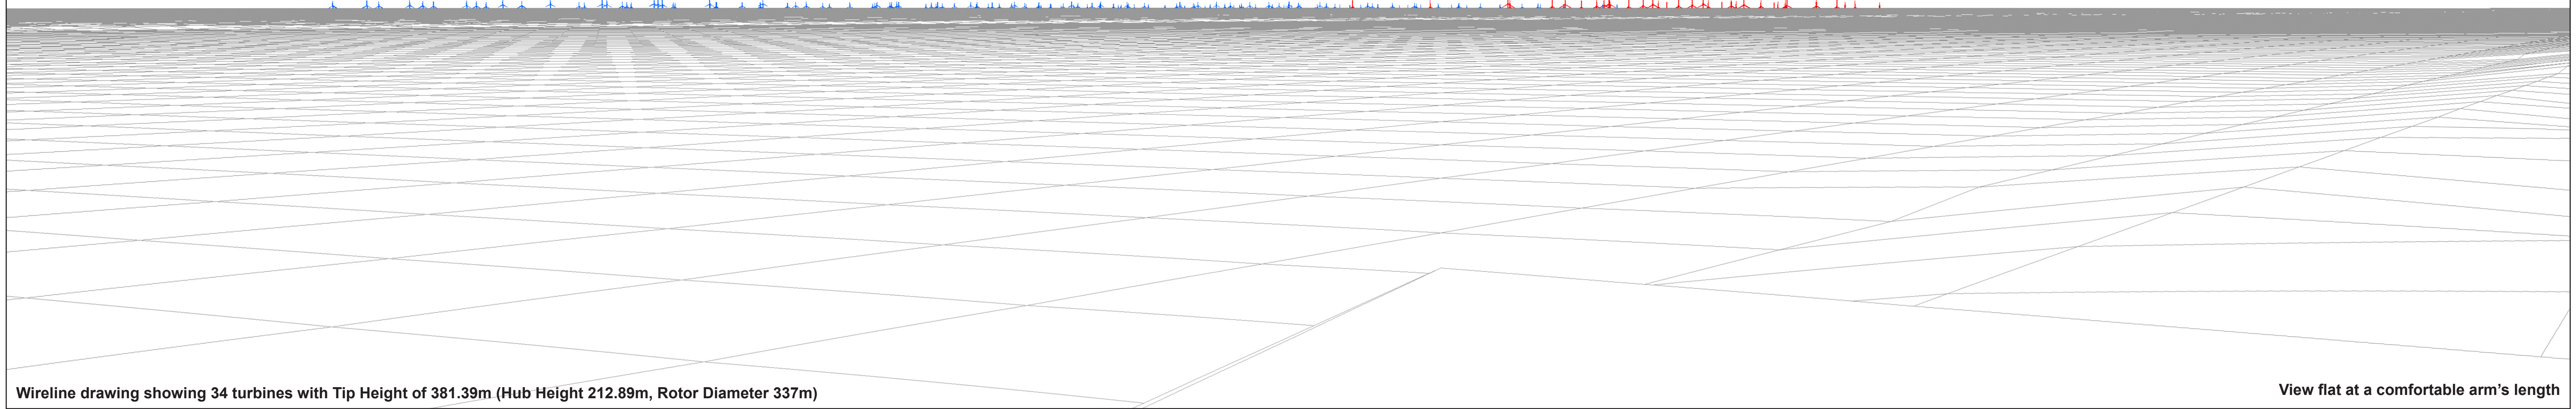 Wireline drawing showing 34 turbines with Tip Height of 381.39m (Hub Height 212.89m, Rotor Diameter 337m)
View flat at a comfortable arm's length